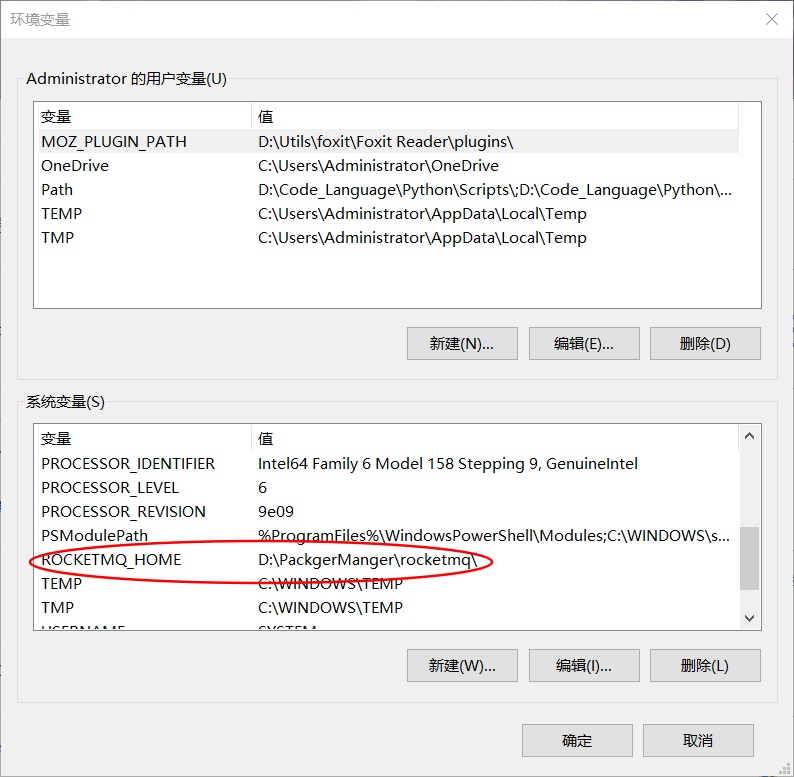 环境变量
Administrator 的用户变量(U)
变量 值
MOZ_PLUGIN_PATH D:\Utils\foxit\Foxit Reader\plugins\
OneDrive C:\Users\Administrator\OneDrive
Path D:\Code_Language\Python\Scripts\;D:\Code_Language\Python\...
TEMP C:\Users\Administrator\AppData\Local\Temp
TMP C:\Users\Administrator\AppData\Local\Temp
新建(N)... 编辑(E)... 删除(D)
系统变量(S)
变量 值
PROCESSOR_IDENTIFIER Intel64 Family 6 Model 158 Stepping 9, GenuineIntel
PROCESSOR_LEVEL 6
PROCESSOR_REVISION 9e09
PSModulePath %ProgramFiles%\WindowsPowerShell\Modules;C:\WINDOWS\s...
ROCKETMQ_HOME D:\PackgerManger\rocketmq\
TEMP C:\WINDOWS\TEMP
TMP C:\WINDOWS\TEMP
USERNAME SYSTEM
新建(W)... 编辑(I)... 删除(L)
确定 取消